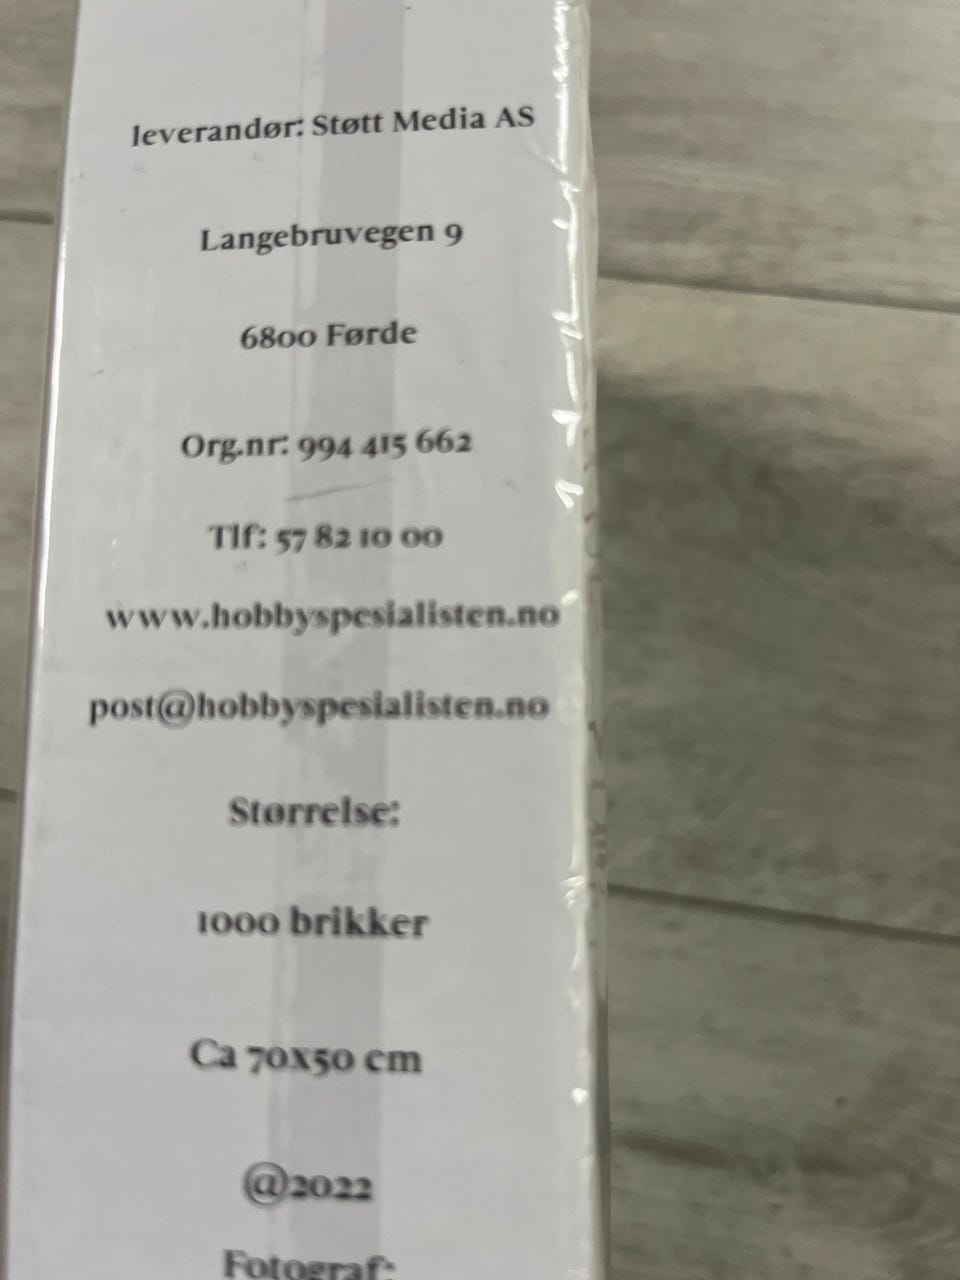 leverandør: Støtt Media AS
Langebruvegen 9
6800 Førde
Org.nr: 994 415 662
Tlf: 57 82 10 00
www.hobbyspesialisten.no
post@hobbyspesialisten.no
Størrelse:
1000 brikker
Ca 70x50 cm
@2022
Fotograf: